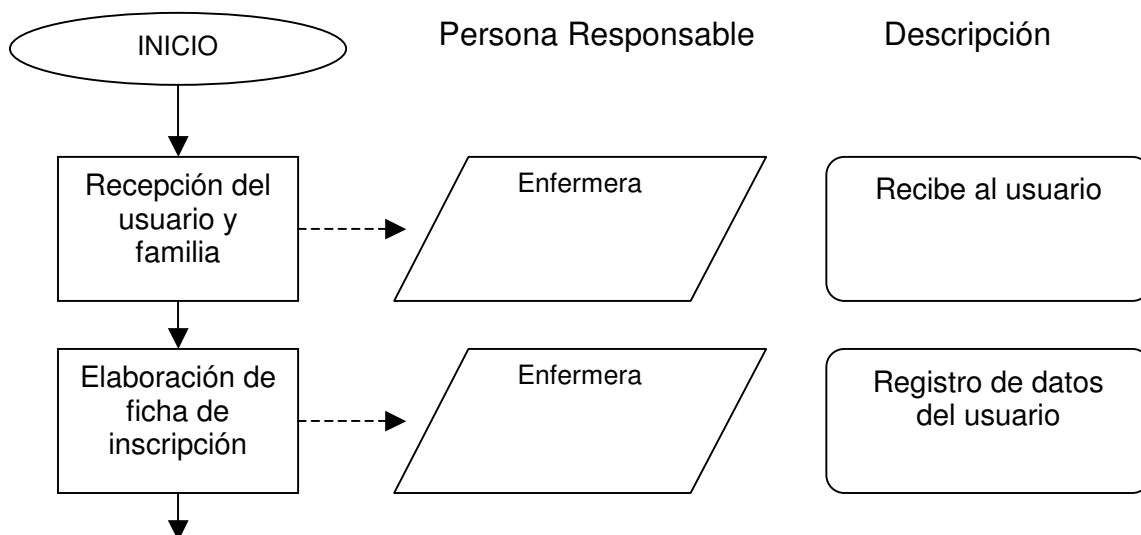 INICIO
Persona Responsable
Descripción
Recepción del
usuario y
familia
Enfermera
Recibe al usuario
Elaboración de
ficha de
inscripción
Enfermera
Registro de datos
del usuario